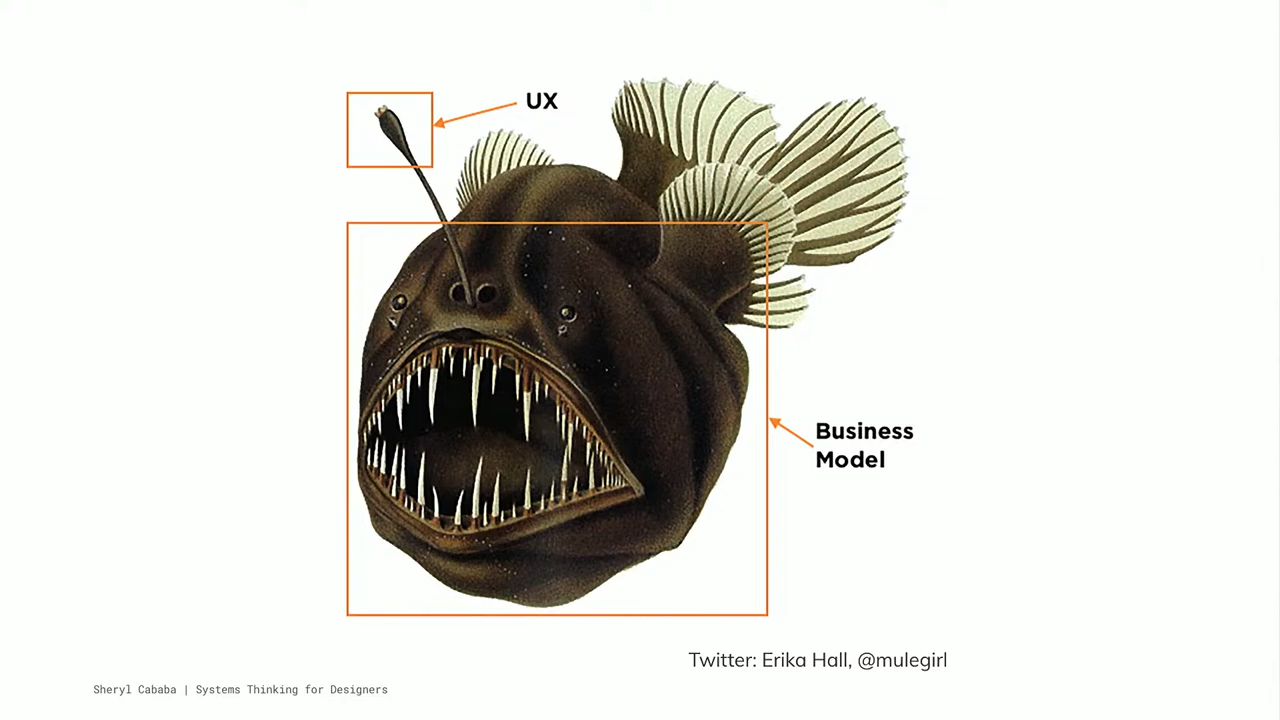 UX
Business
Model
Twitter: Erika Hall, @mulegirl
Sheryl Cababa | Systems Thinking for Designers